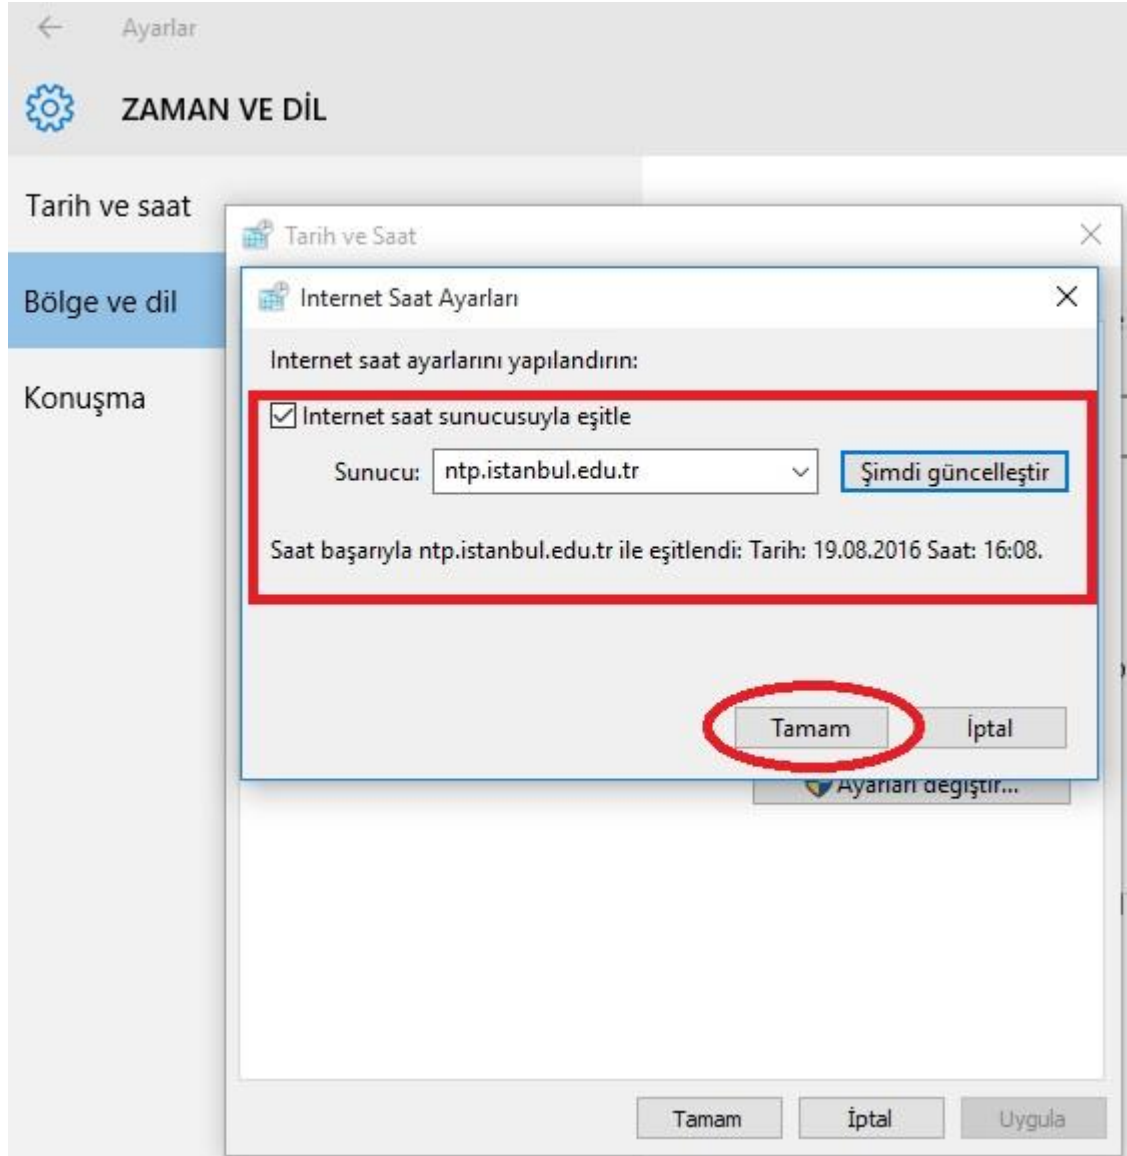 Ayarlar
ZAMAN VE DİL
Tarih ve saat
Bölge ve dil
Konuşma
Tarih ve Saat
Internet Saat Ayarları
Internet saat ayarlarını yapılandırın:
Internet saat sunucusuyla eşitle
Sunucu: ntp.istanbul.edu.tr Şimdi güncelleştir
Saat başarıyla ntp.istanbul.edu.tr ile eşitlendi: Tarih: 19.08.2016 Saat: 16:08.
Tamam İptal
Ayarları değiştir...
Tamam İptal Uygula